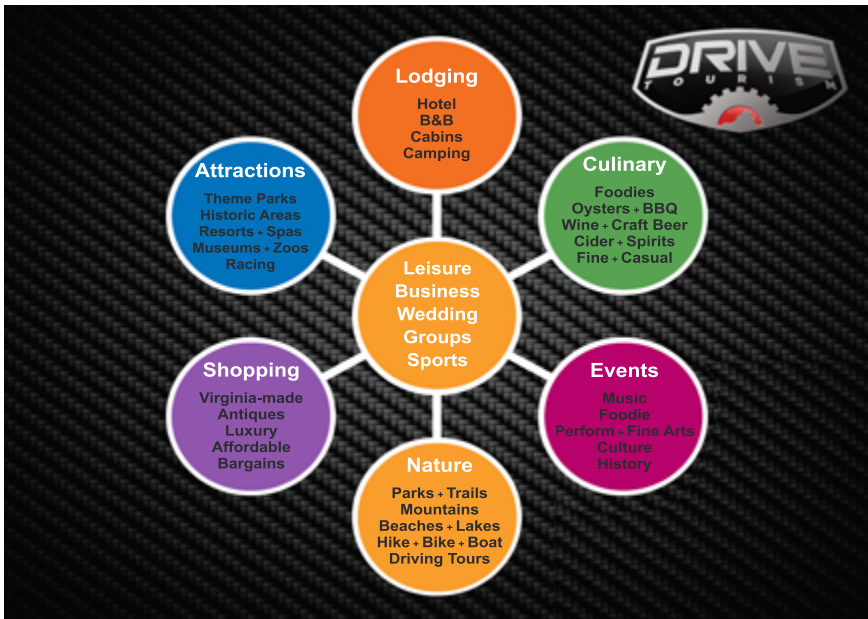 DRIVE
TOURISM
Lodging
Hotel
B&B
Cabins
Camping
Attractions
Theme Parks
Historic Areas
Resorts + Spas
Museums + Zoos
Racing
Culinary
Foodies
Oysters + BBQ
Wine + Craft Beer
Cider + Spirits
Fine + Casual
Leisure
Business
Wedding
Groups
Sports
Shopping
Virginia-made
Antiques
Luxury
Affordable
Bargains
Events
Music
Foodie
Perform + Fine Arts
Culture
History
Nature
Parks + Trails
Mountains
Beaches + Lakes
Hike + Bike + Boat
Driving Tours